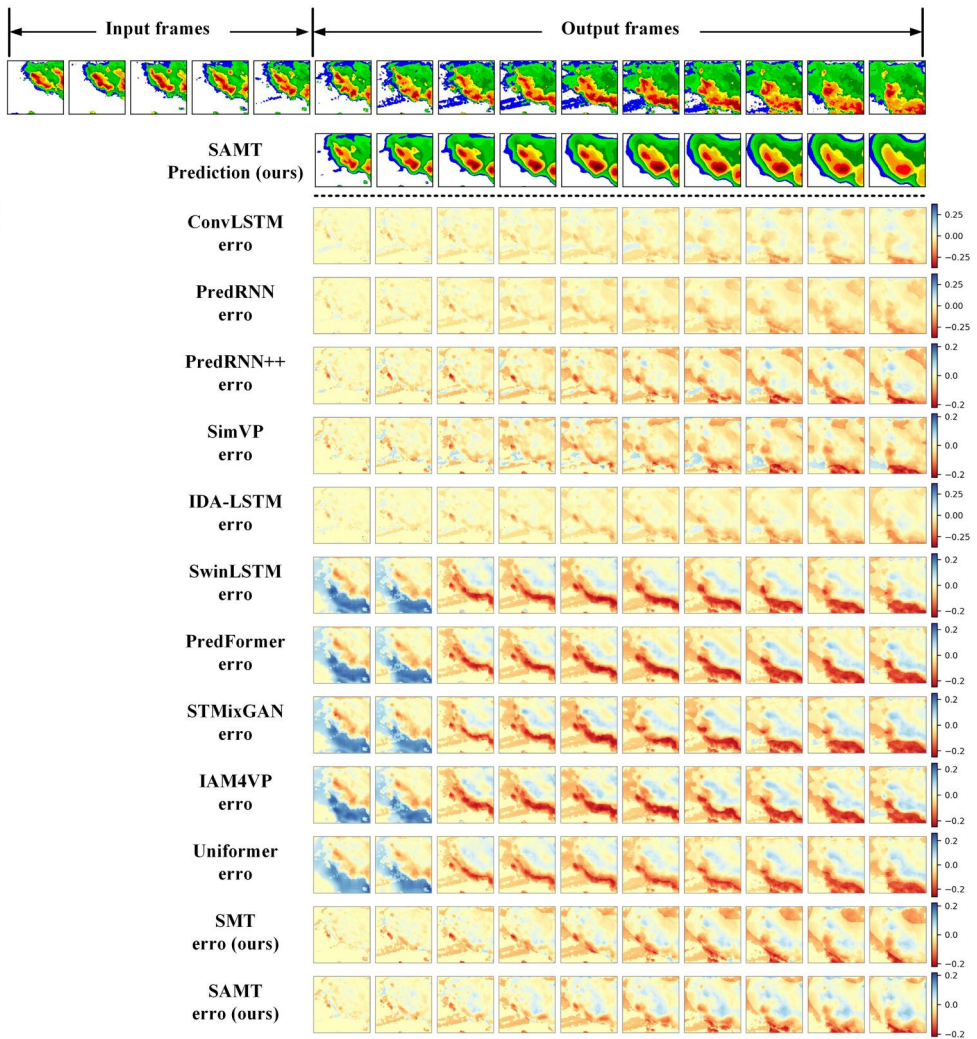 Input frames
Output frames
SAMT
Prediction (ours)
ConvLSTM
erro
0.25
0.00
−0.25
PredRNN
erro
0.25
0.00
−0.25
PredRNN++
erro
0.2
0.0
−0.2
SimVP
erro
0.2
0.0
−0.2
IDA-LSTM
erro
0.25
0.00
−0.25
SwinLSTM
erro
0.2
0.0
−0.2
PredFormer
erro
0.2
0.0
−0.2
STMixGAN
erro
0.2
0.0
−0.2
IAM4VP
erro
0.2
0.0
−0.2
Uniformer
erro
0.2
0.0
−0.2
SMT
erro (ours)
0.2
0.0
−0.2
SAMT
erro (ours)
0.2
0.0
−0.2